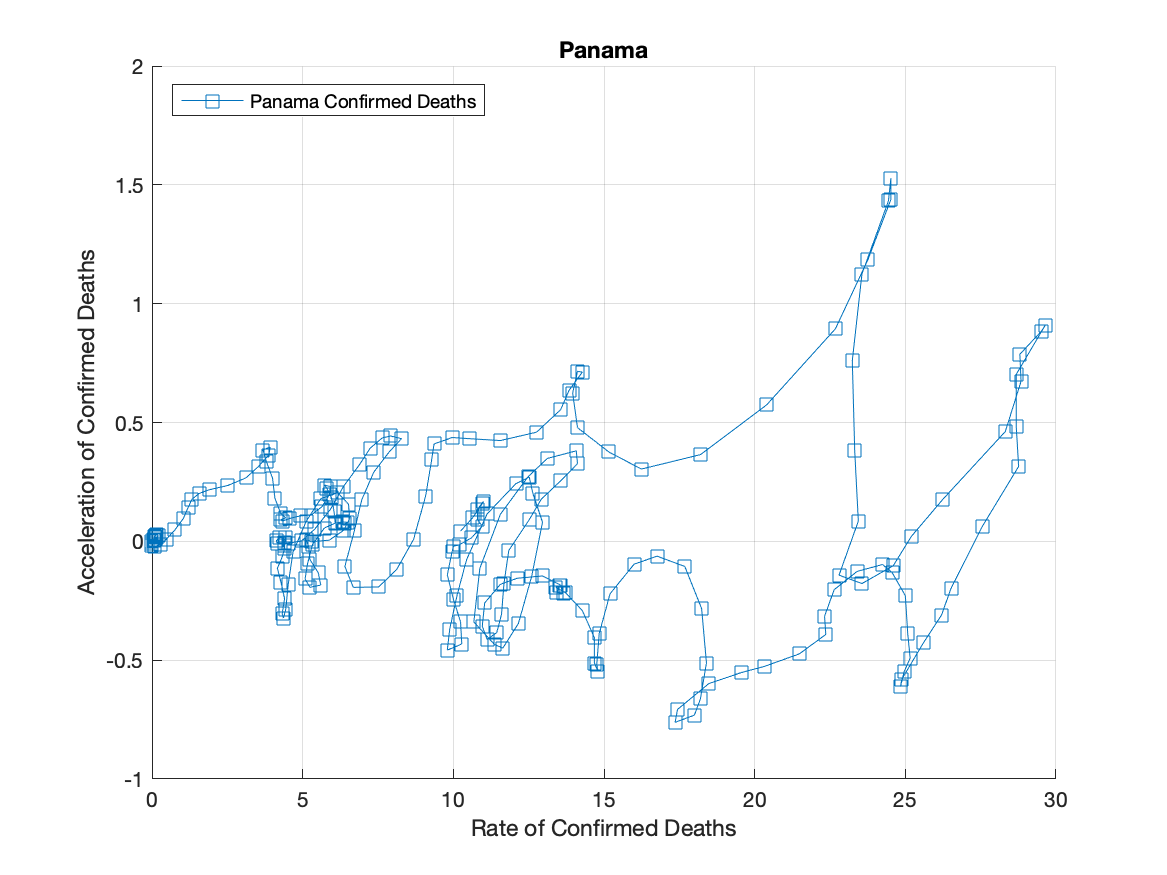 Panama
2
Panama Confirmed Deaths
1.5
1
0.5
0
-0.5
-1
Acceleration of Confirmed Deaths
0 5 10 15 20 25 30
Rate of Confirmed Deaths